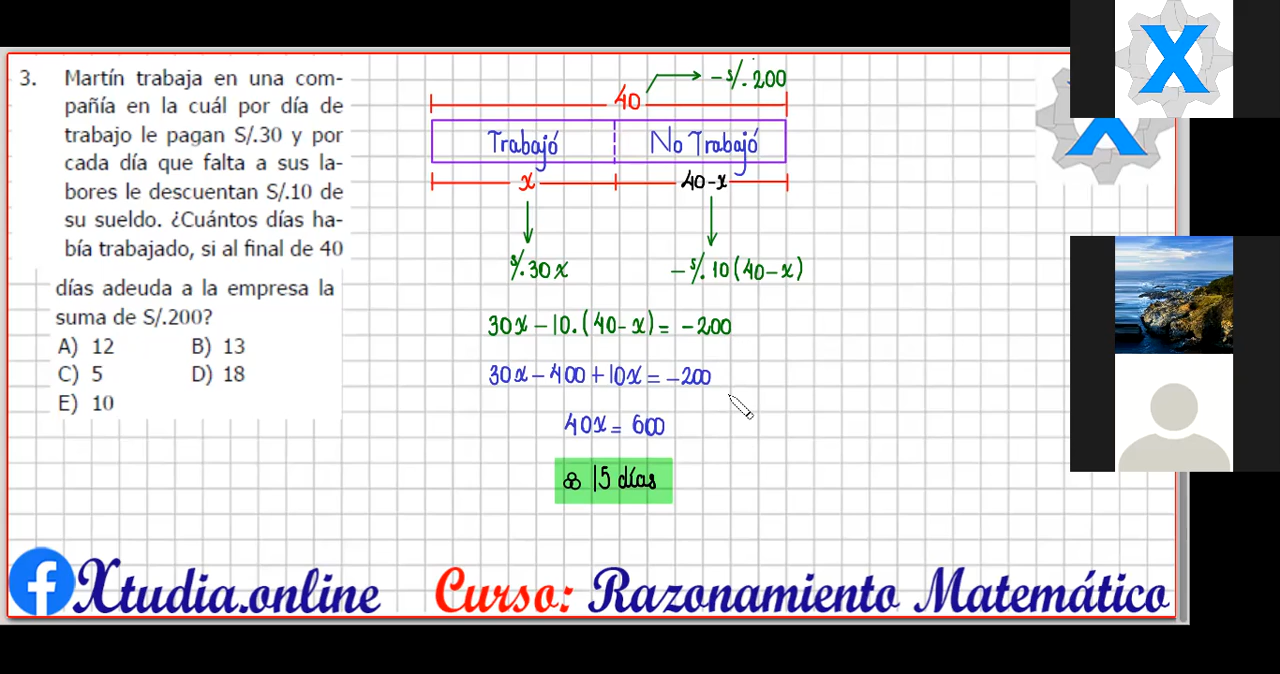 3. Martín trabaja en una com-
pañía en la cuál por día de
trabajo le pagan S/.30 y por
cada día que falta a sus la-
bores le descuentan S/.10 de
su sueldo. ¿Cuántos días ha-
bía trabajado, si al final de 40
días adeuda a la empresa la
suma de S/.200?
A) 12 B) 13
C) 5 D) 18
E) 10
-S/.200
40
Trabajó No Trabajó
x 40-x
S/.30x -S/.10(40-x)
30x-10.(40-x)=-200
30x-400+10x=-200
40x=600
∴ 15 días
Xtudia.online Curso: Razonamiento Matemático
X